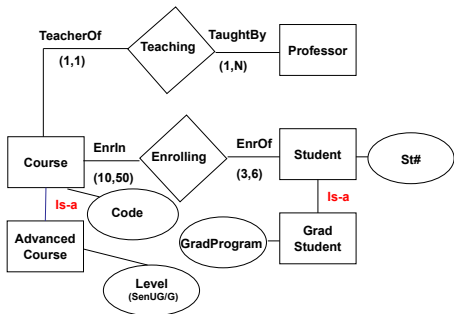 TeacherOf
Teaching
TaughtBy
Professor
(1,1)
(1,N)
Course
EnrIn
Enrolling
EnrOf
Student
St#
(10,50)
(3,6)
Is-a
Code
Is-a
Advanced
Course
GradProgram
Grad
Student
Level
(SenUG/G)